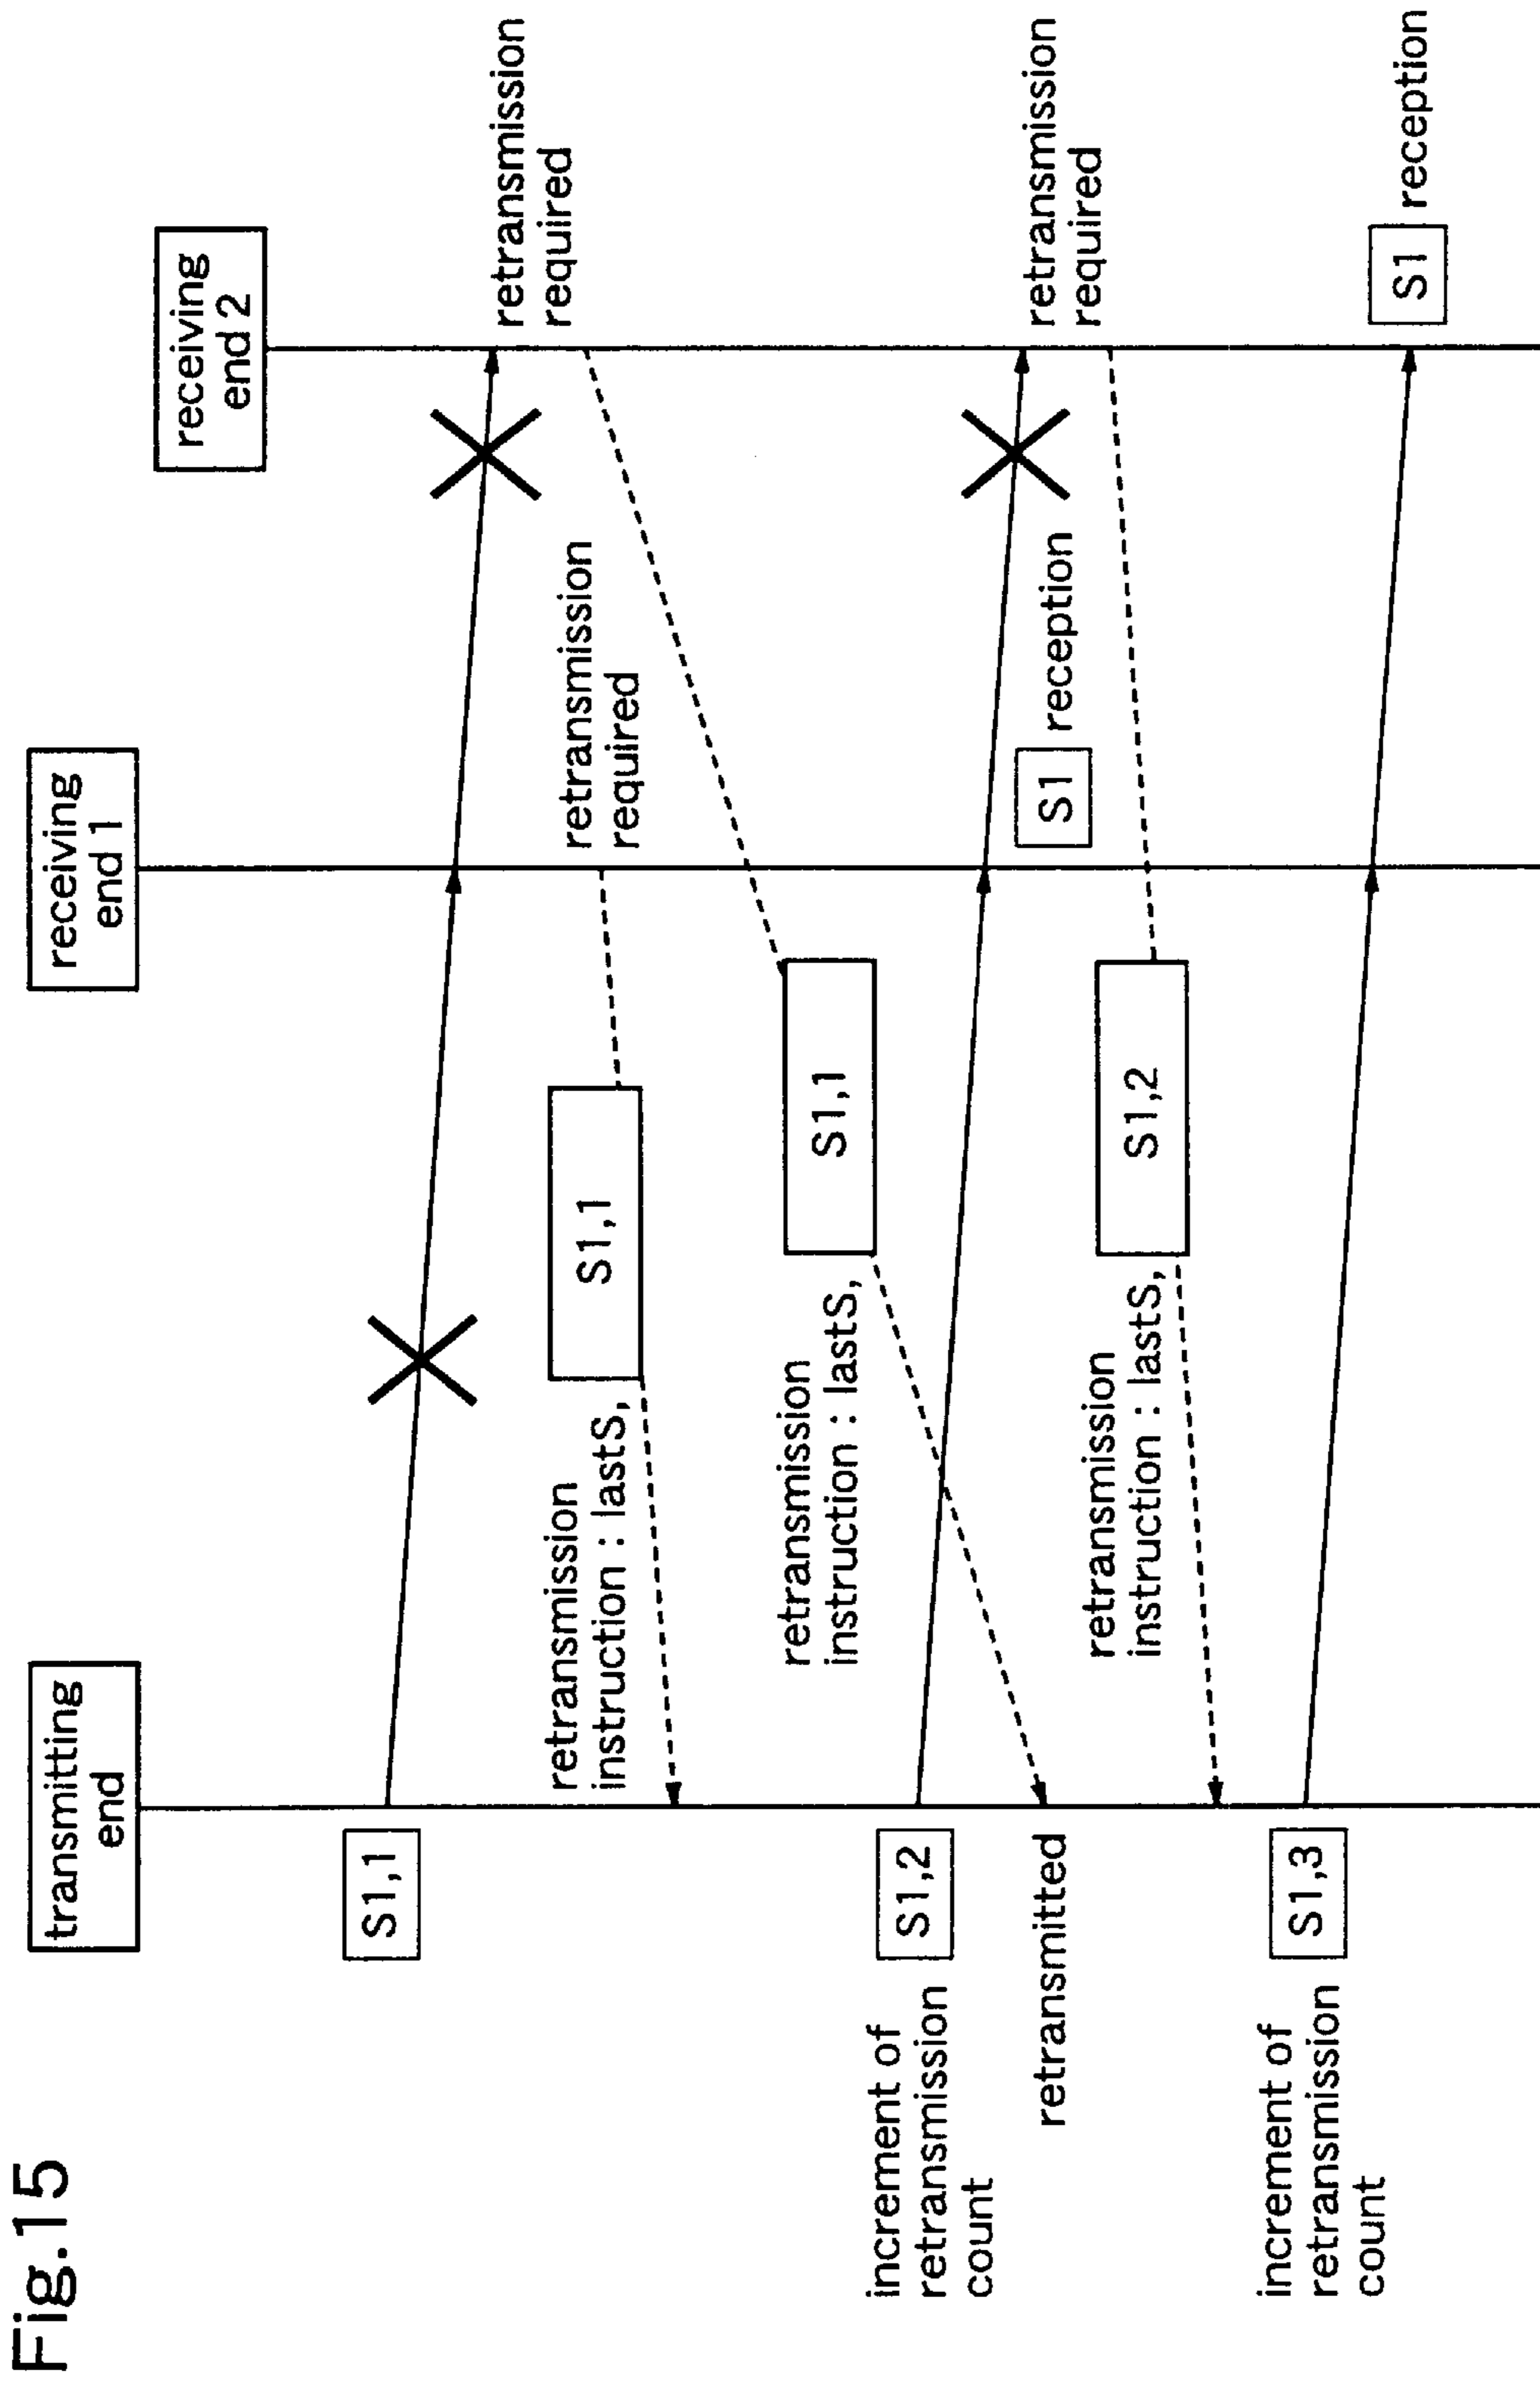 Fig.15
transmitting
end
receiving
end 1
receiving
end 2
S1,1
retransmission
required
retransmission
required
retransmission
instruction : lastS,
S1,1
retransmission
instruction : lastS,
S1,1
increment of
retransmission
count
S1,2
S1 reception
retransmission
required
retransmitted
retransmission
instruction : lastS,
S1,2
increment of
retransmission
count
S1,3
S1 reception